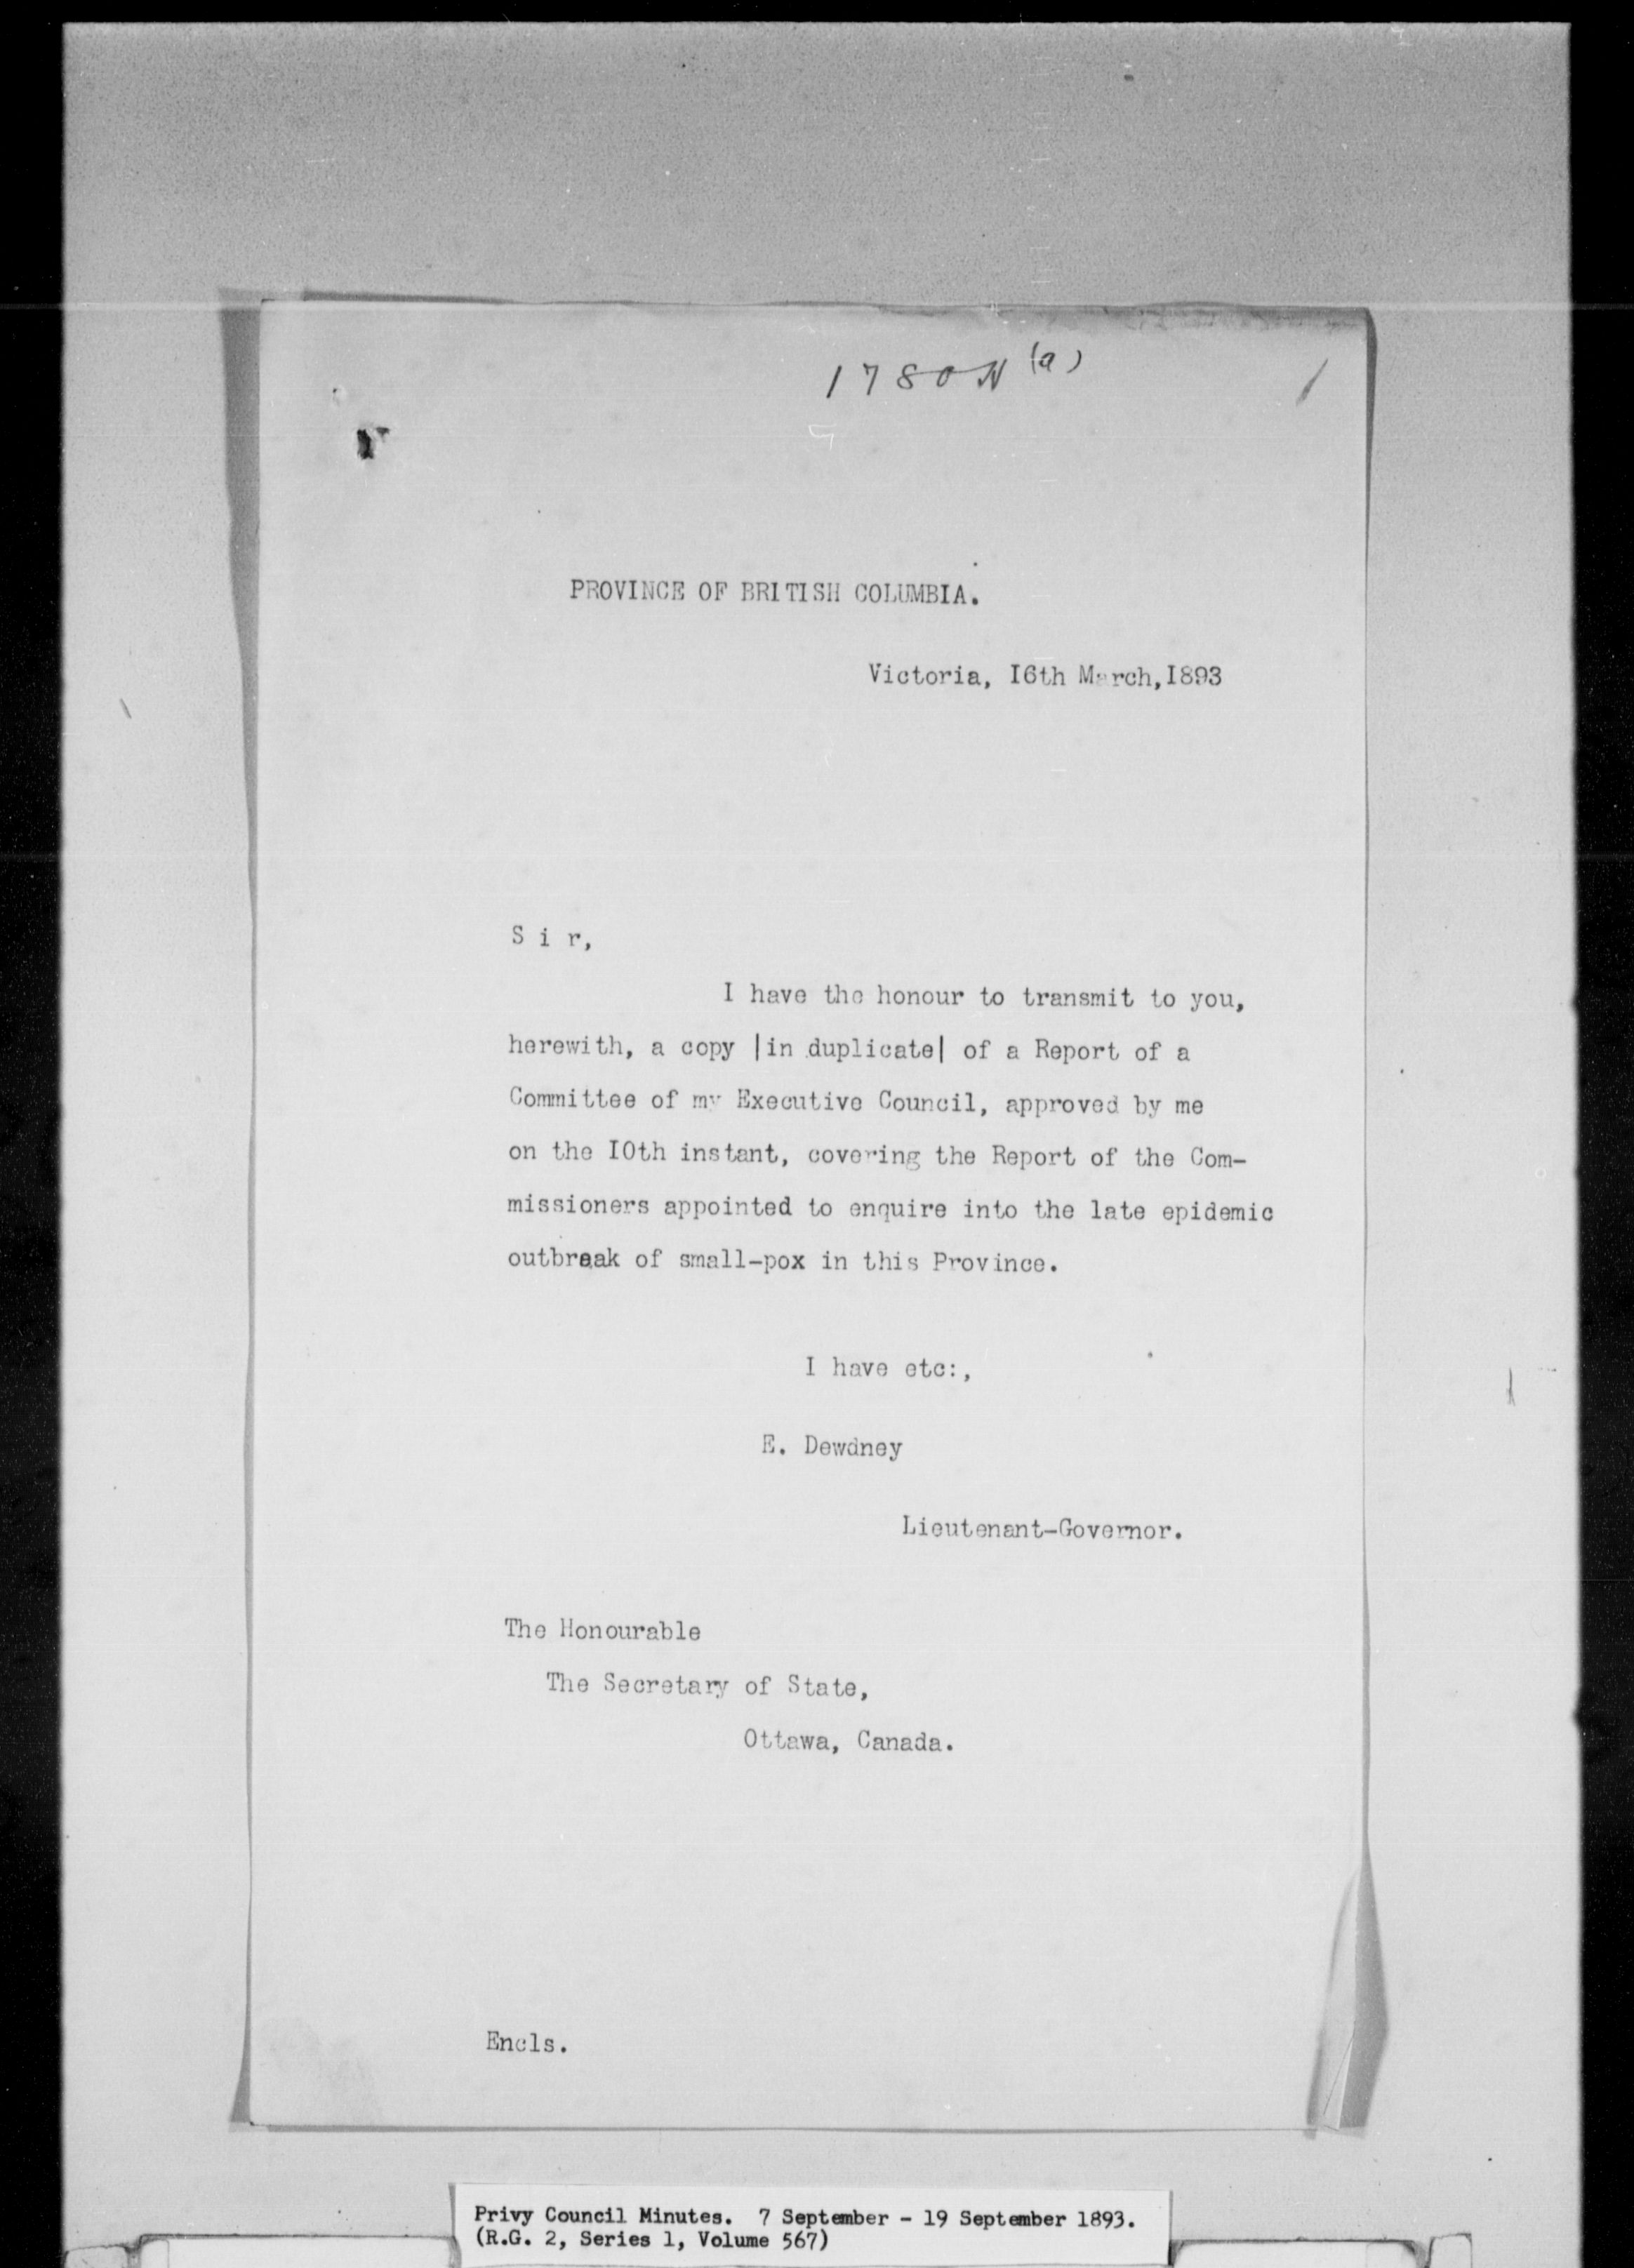 1780 N (a)
PROVINCE OF BRITISH COLUMBIA.
Victoria, I6th March,I893
S i r,
I have the honour to transmit to you,
herewith, a copy |in duplicate| of a Report of a
Committee of my Executive Council, approved by me
on the I0th instant, covering the Report of the Com-
missioners appointed to enquire into the late epidemic
outbreak of small-pox in this Province.
I have etc:,
E. Dewdney
Lieutenant-Governor.
The Honourable
The Secretary of State,
Ottawa, Canada.
Encls.
Privy Council Minutes. 7 September - 19 September 1893.
(R.G. 2, Series 1, Volume 567)